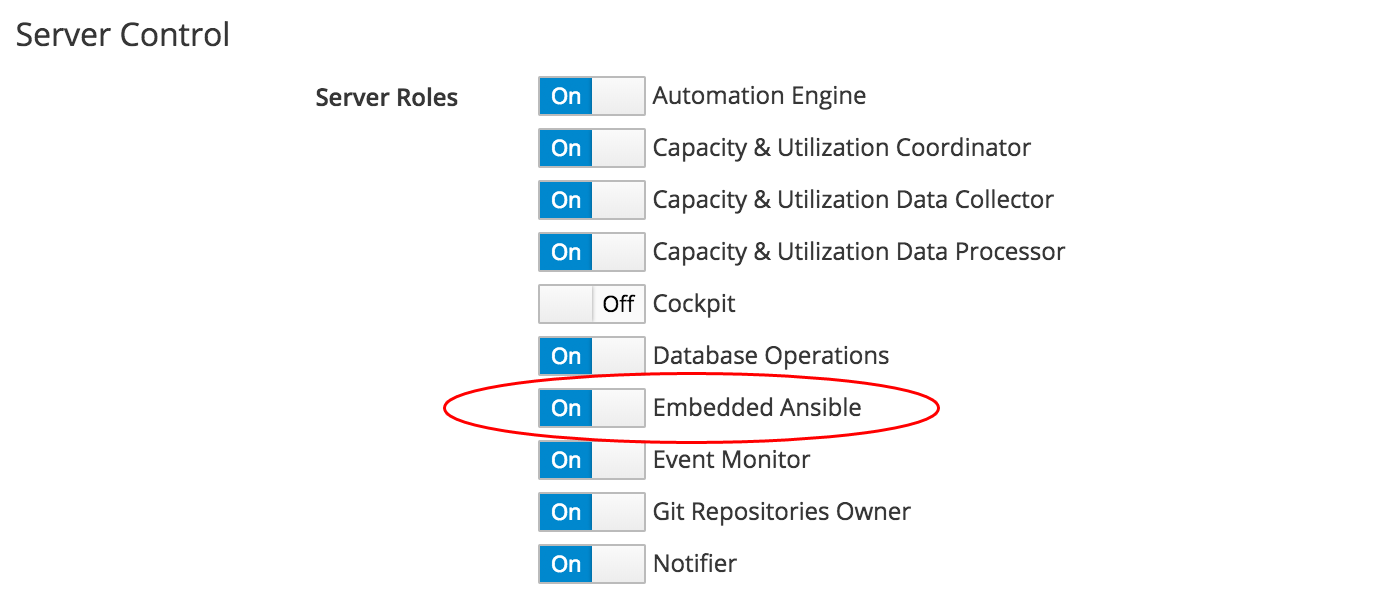 Server Control
Server Roles On Automation Engine
On Capacity & Utilization Coordinator
On Capacity & Utilization Data Collector
On Capacity & Utilization Data Processor
Off Cockpit
On Database Operations
On Embedded Ansible
On Event Monitor
On Git Repositories Owner
On Notifier